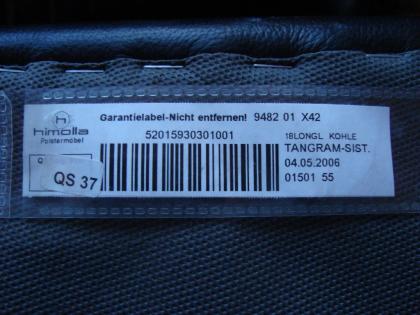 Garantielabel-Nicht entfernen! 9482 01 X42
himolla
Polstermöbel
52015930301001
18LONGL KOHLE
TANGRAM-SIST.
04.05.2006
01501 55
Q
QS 37